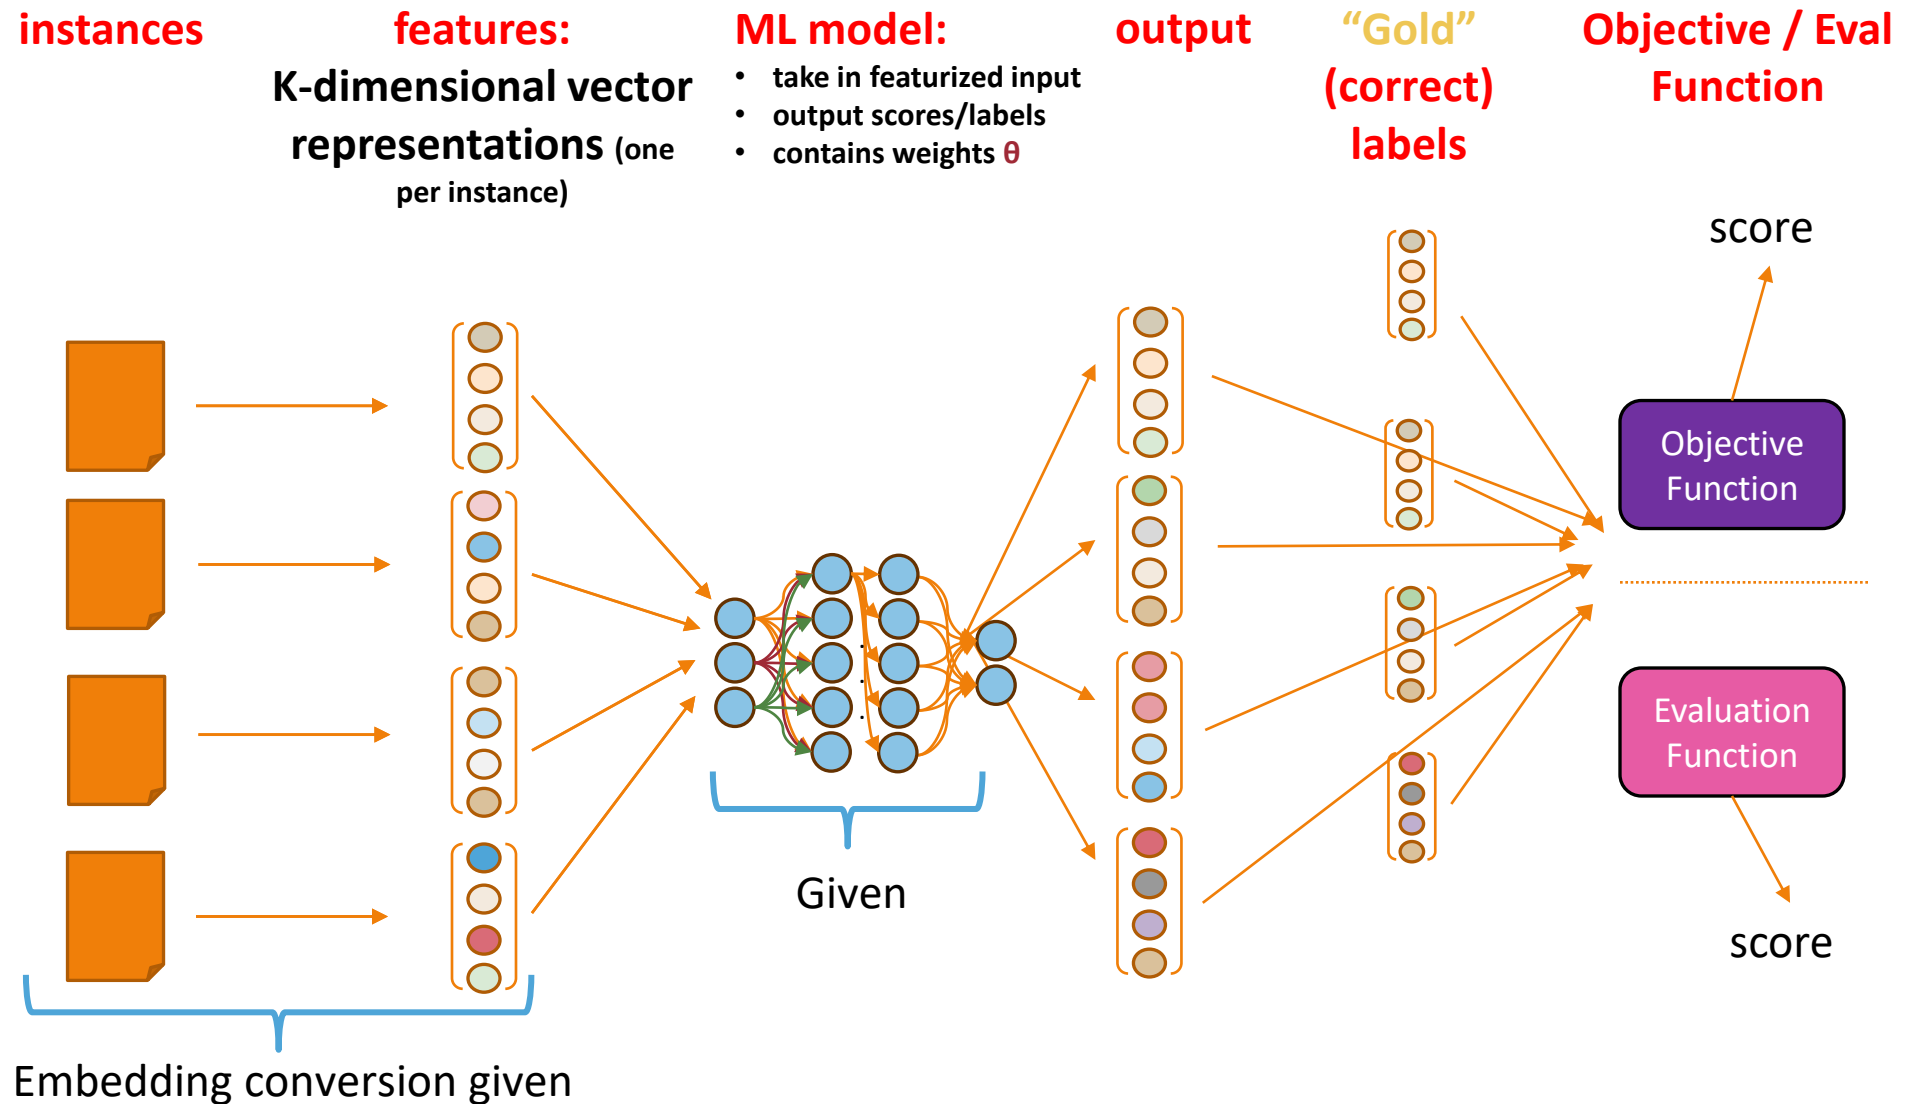 instances
features:
K-dimensional vector
representations (one
per instance)
ML model:
• take in featurized input
• output scores/labels
• contains weights θ
output
“Gold”
(correct)
labels
Objective / Eval
Function
score
Objective
Function
Evaluation
Function
score
Given
Embedding conversion given